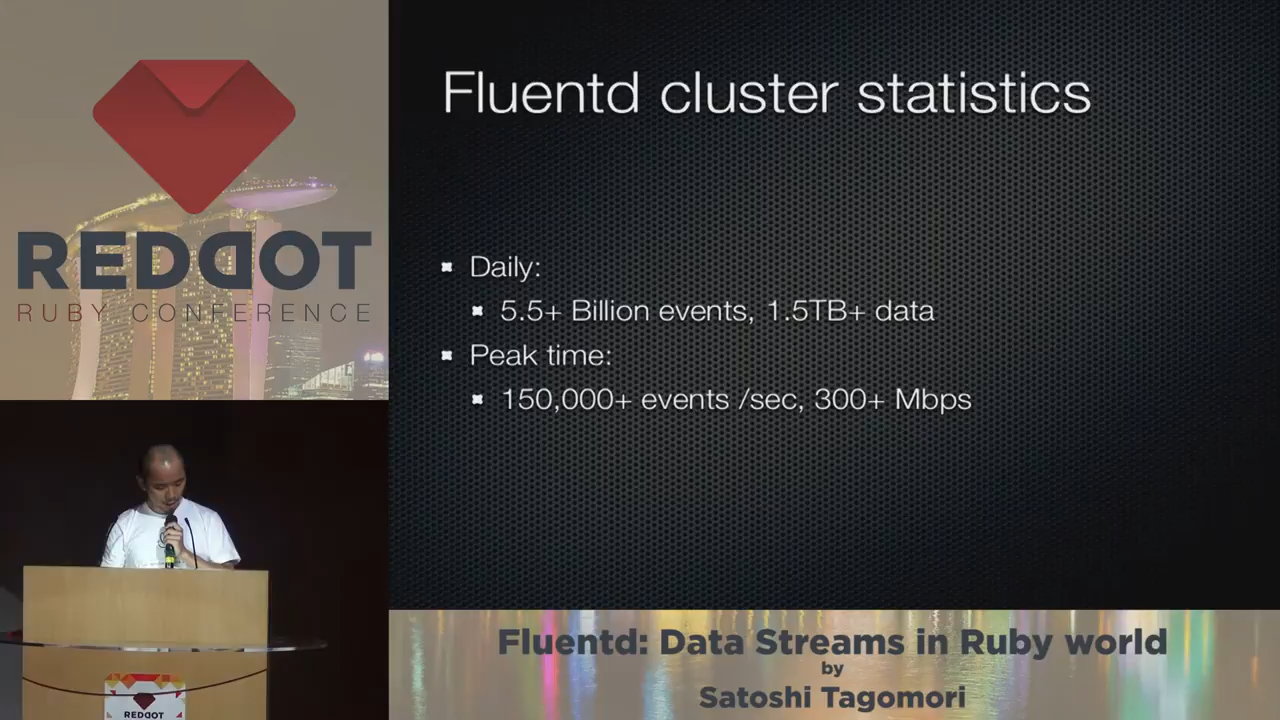 REDDOT
RUBY CONFERENCE
Fluentd cluster statistics
Daily:
5.5+ Billion events, 1.5TB+ data
Peak time:
150,000+ events /sec, 300+ Mbps
REDDOT
Fluentd: Data Streams in Ruby world
by
Satoshi Tagomori